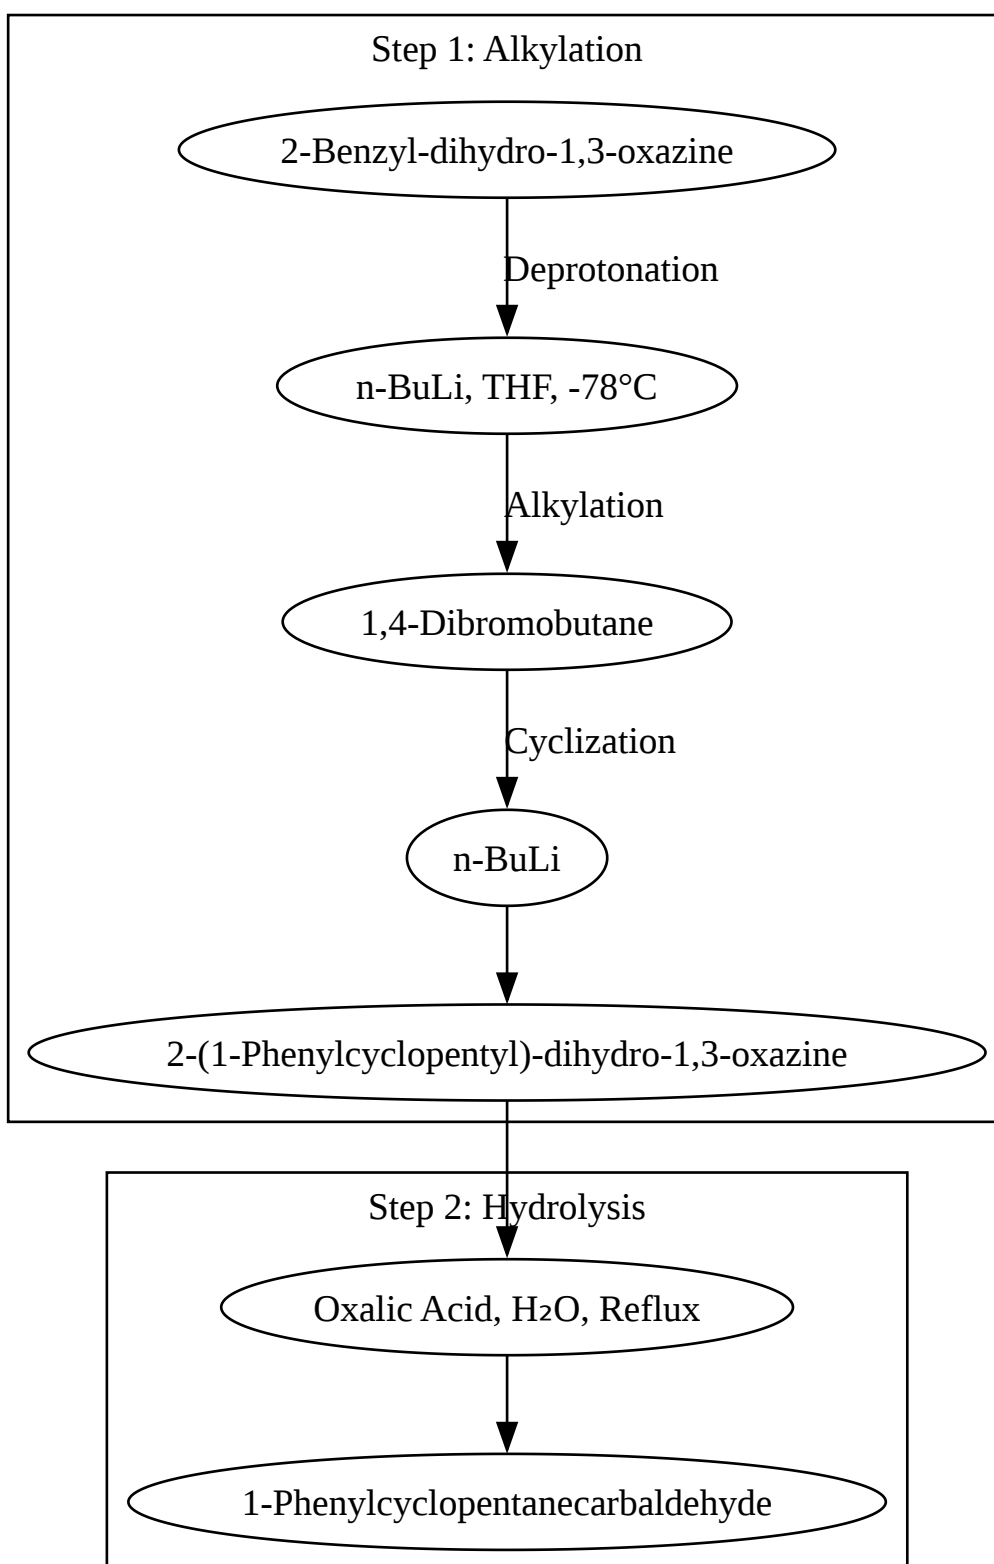 Step 1: Alkylation
2-Benzyl-dihydro-1,3-oxazine
Deprotonation
n-BuLi, THF, -78°C
Alkylation
1,4-Dibromobutane
Cyclization
n-BuLi
2-(1-Phenylcyclopentyl)-dihydro-1,3-oxazine
Step 2: Hydrolysis
Oxalic Acid, H₂O, Reflux
1-Phenylcyclopentanecarbaldehyde